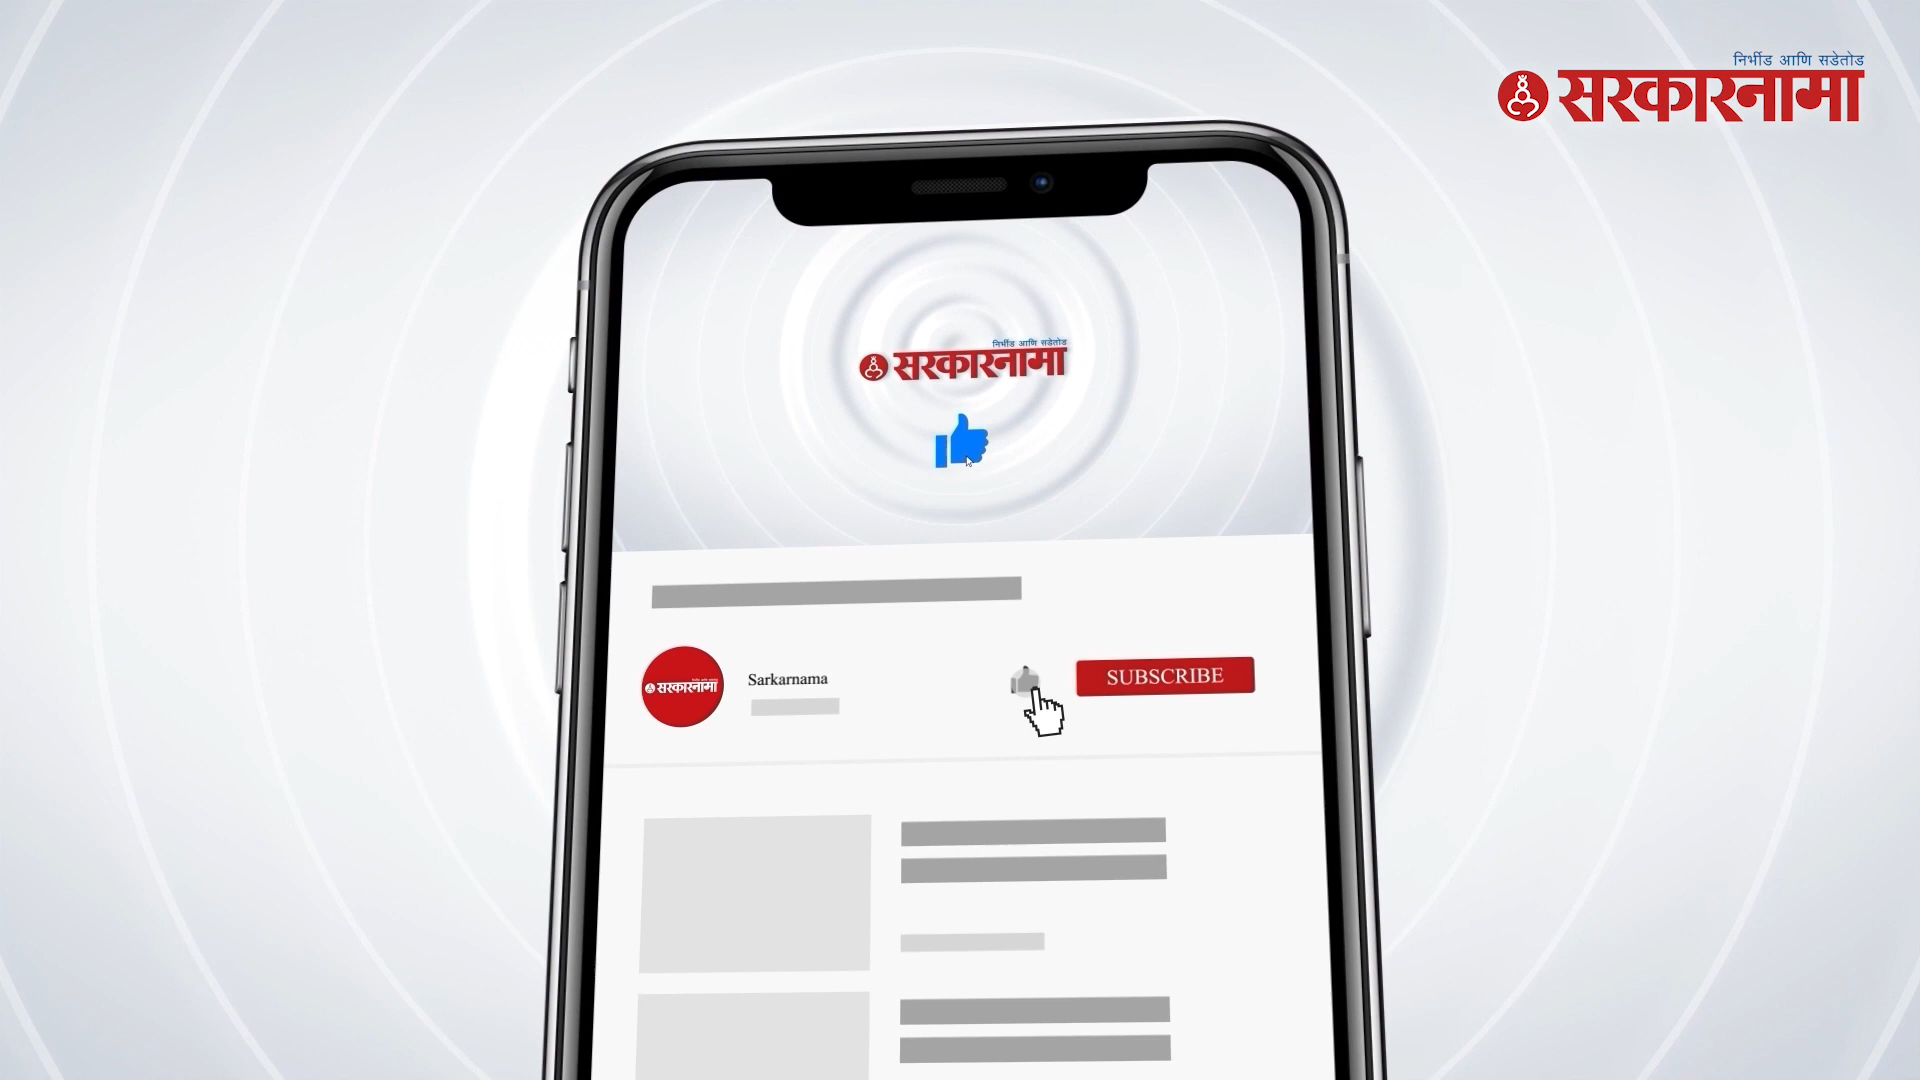 निर्भीड आणि सडेतोड
सरकारनामा
निर्भीड आणि सडेतोड
सरकारनामा
सरकारनामा
Sarkarnama
SUBSCRIBE